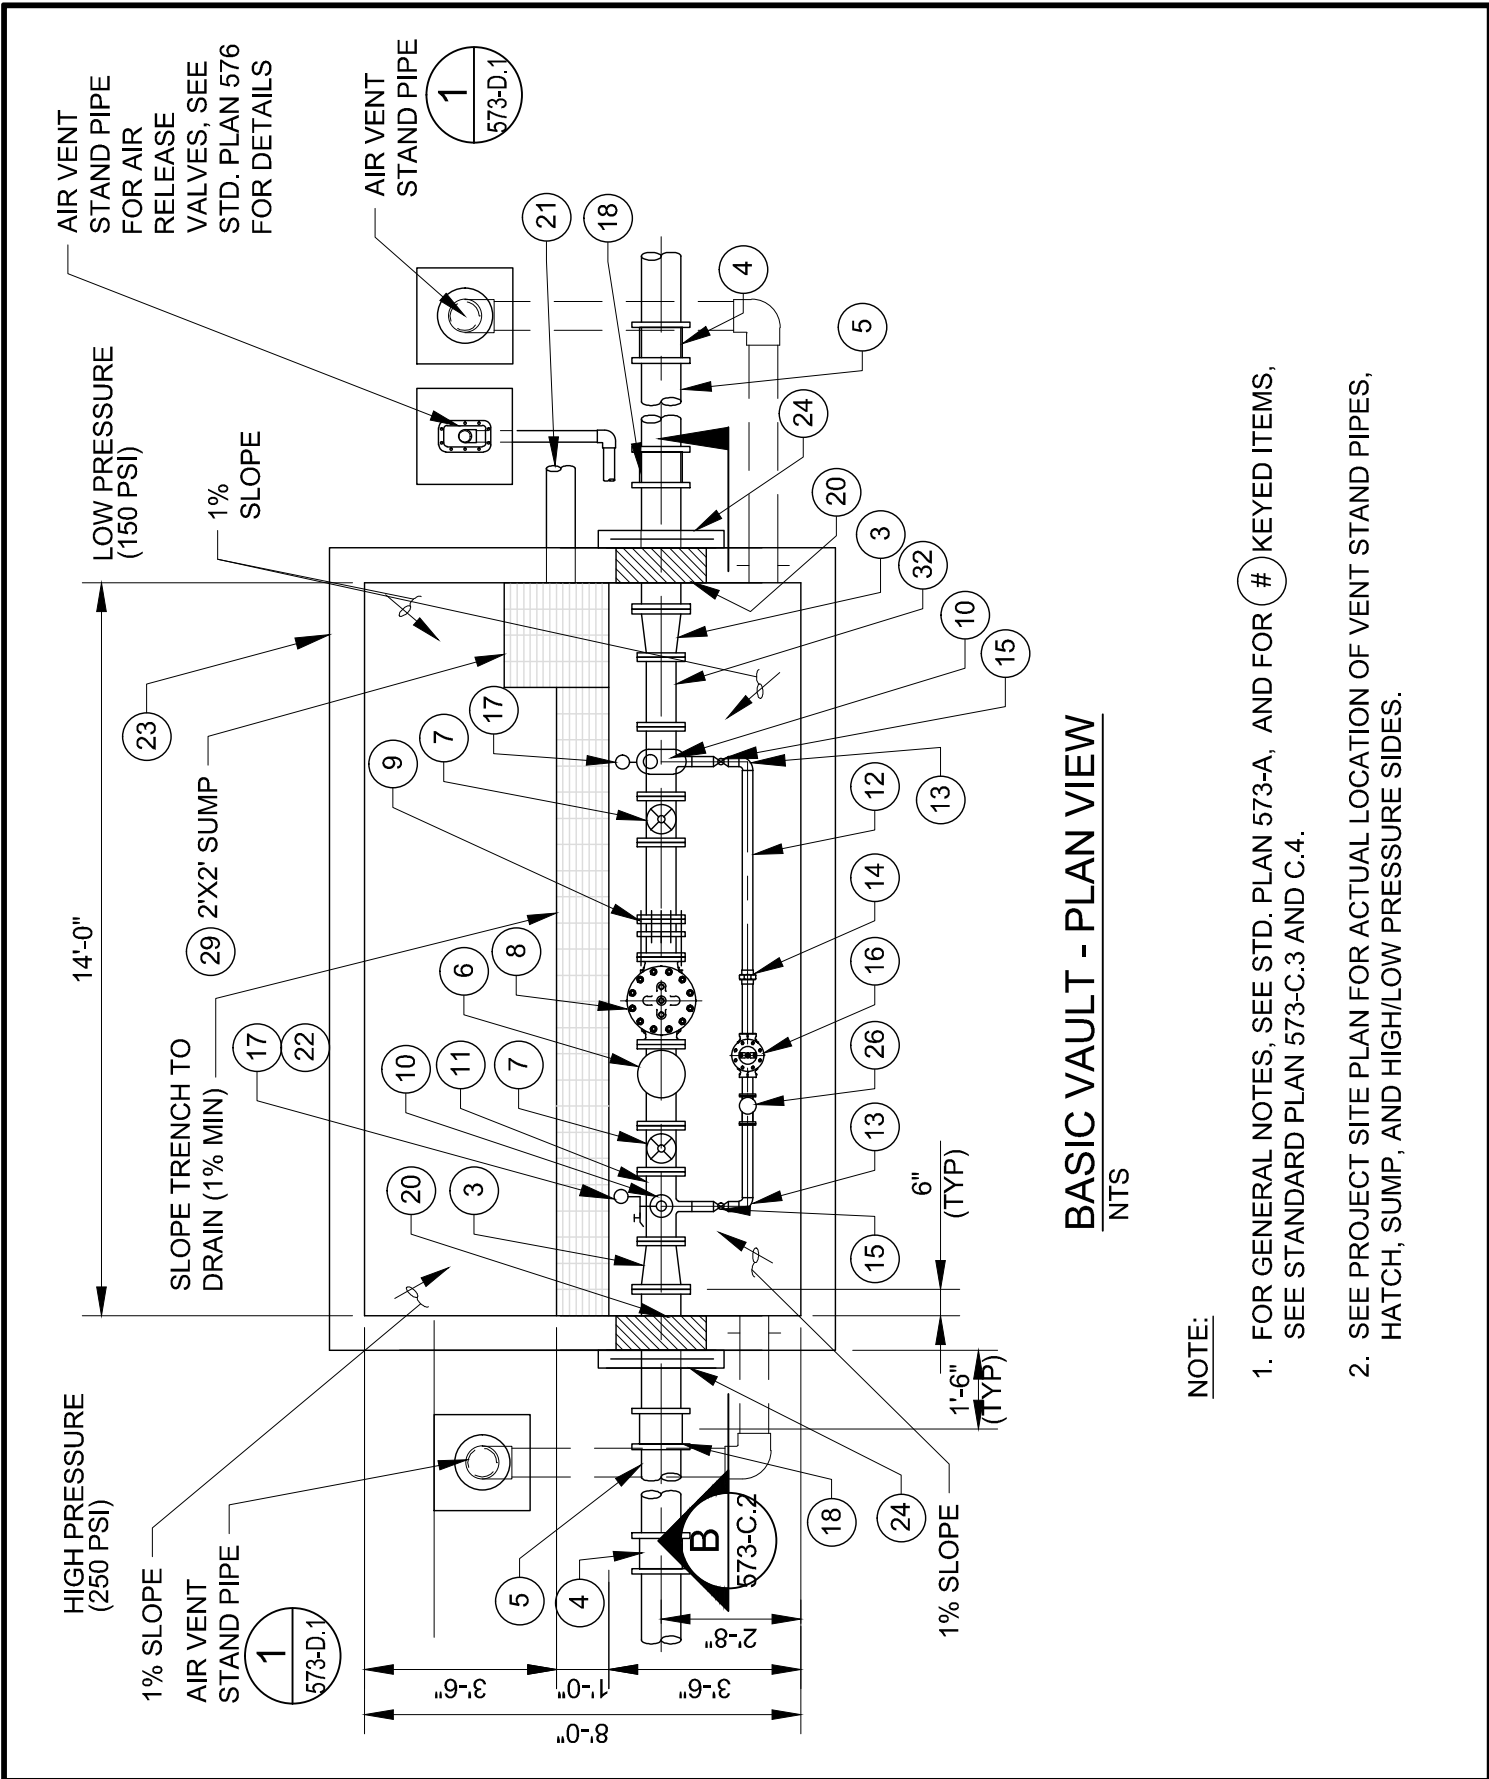 HIGH PRESSURE
(250 PSI)
1% SLOPE
AIR VENT
STAND PIPE
1
573-D.1
14'-0"
SLOPE TRENCH TO
DRAIN (1% MIN)
29 2'X2' SUMP
23
LOW PRESSURE
(150 PSI)
1%
SLOPE
AIR VENT
STAND PIPE
FOR AIR
RELEASE
VALVES, SEE
STD. PLAN 576
FOR DETAILS
AIR VENT
STAND PIPE
1
573-D.1
17
22
20
3
10
11
7
6
8
9
7
17
21
18
5
4
4
5
24
20
3
32
10
15
13
12
14
16
26
13
15
18
24
B
573-C.2
1% SLOPE
8'-0"
3'-6"
1'-0"
3'-6"
2'-8"
6"
(TYP)
1'-6"
(TYP)
BASIC VAULT - PLAN VIEW
NTS
NOTE:
1. FOR GENERAL NOTES, SEE STD. PLAN 573-A, AND FOR # KEYED ITEMS,
SEE STANDARD PLAN 573-C.3 AND C.4.
2. SEE PROJECT SITE PLAN FOR ACTUAL LOCATION OF VENT STAND PIPES,
HATCH, SUMP, AND HIGH/LOW PRESSURE SIDES.